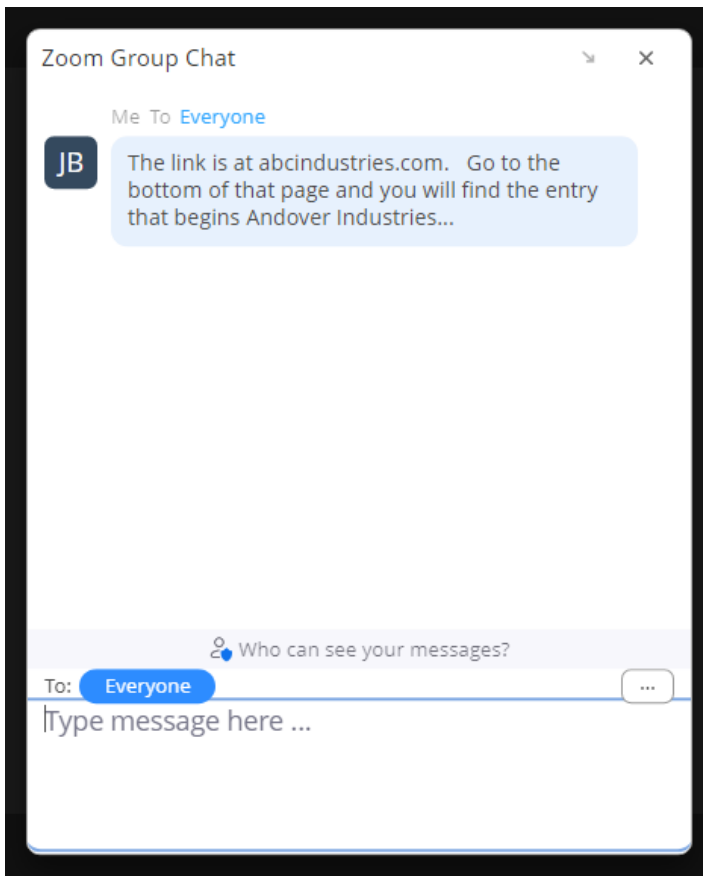 Zoom Group Chat
Me To Everyone
JB
The link is at abcindustries.com.   Go to the
bottom of that page and you will find the entry
that begins Andover Industries...
Who can see your messages?
To: Everyone
...
Type message here ...